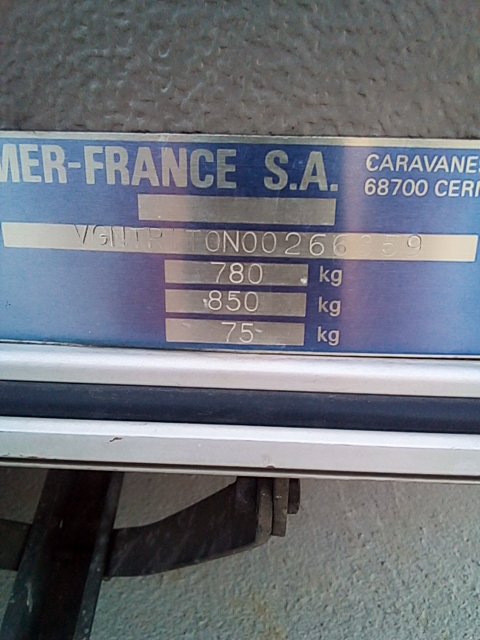 MER-FRANCE S.A.
CARAVANE
68700 CERN
780 kg
850 kg
75 kg